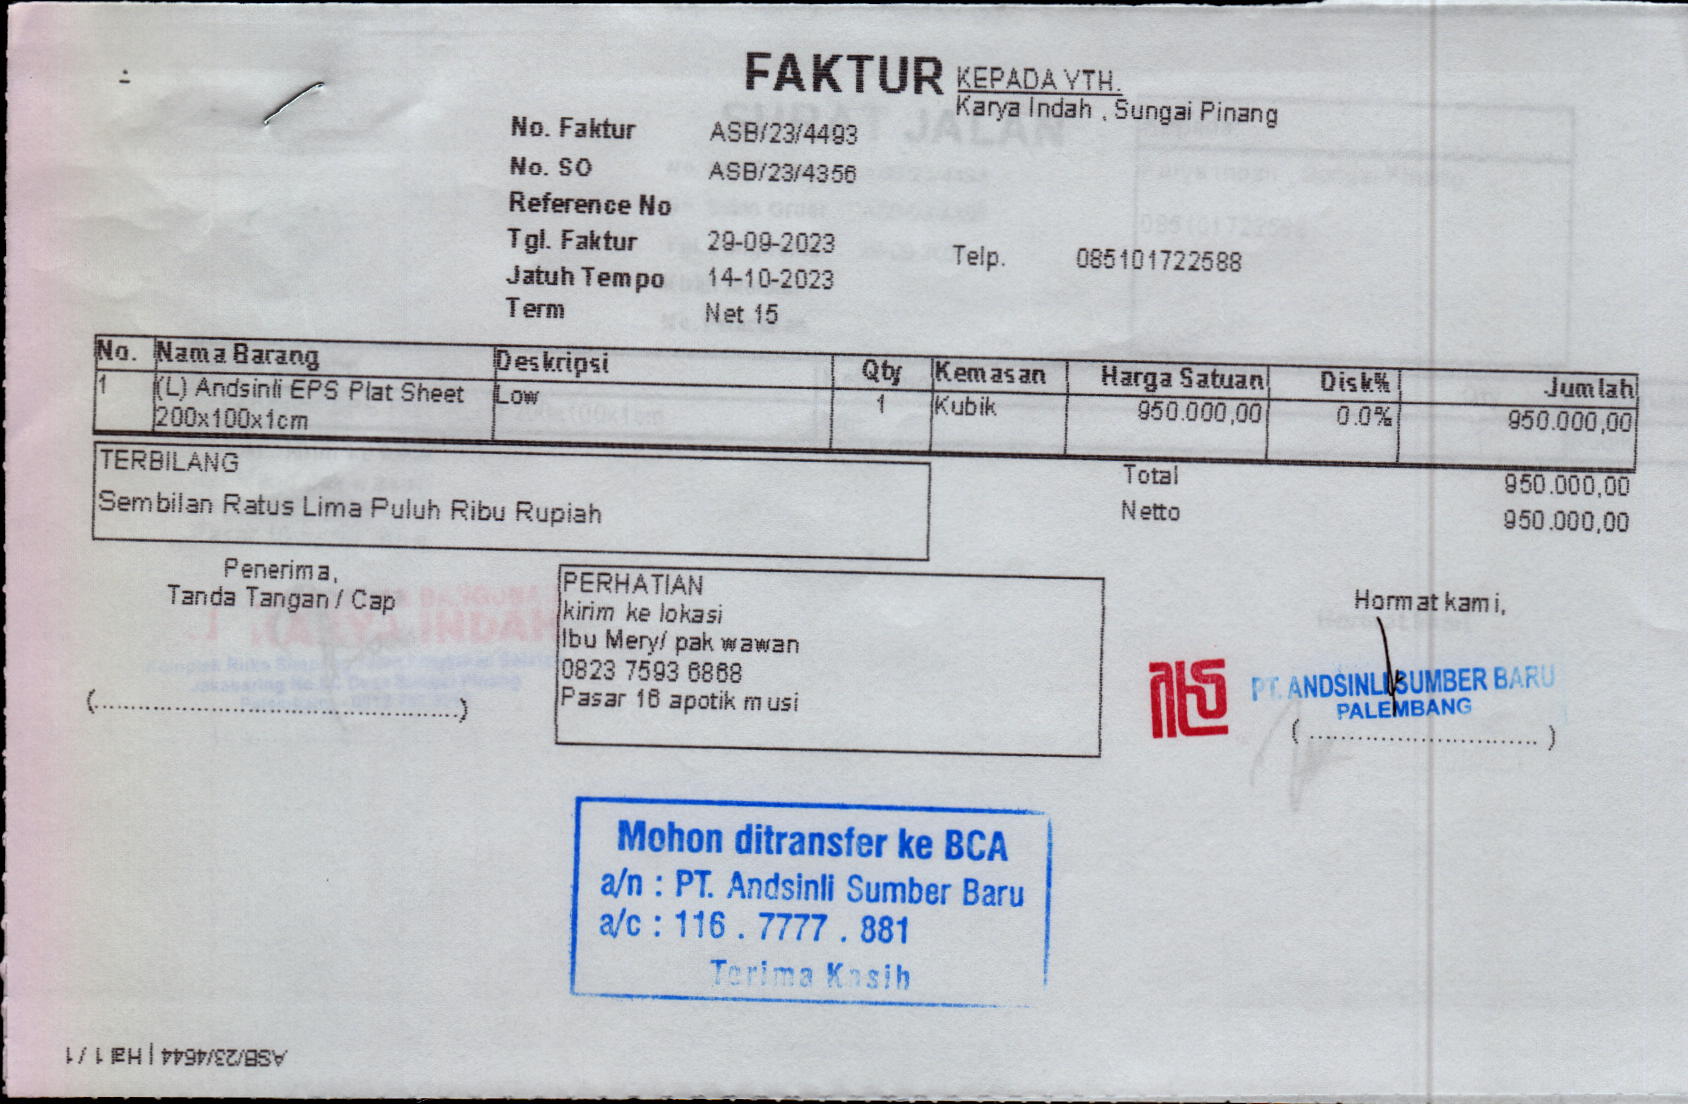 FAKTUR
KEPADA YTH.
Karya Indah , Sungai Pinang
No. Faktur ASB/23/4493
No. SO ASB/23/4356
Reference No
Tgl. Faktur 29-09-2023
Telp. 085101722588
Jatuh Tempo 14-10-2023
Term Net 15
No. Nama Barang Deskripsi Qty Kemasan Harga Satuan Disk% Jumlah
1 (L) Andsinli EPS Plat Sheet Low 1 Kubik 950.000,00 0.0% 950.000,00
200x100x1cm
TERBILANG
Sembilan Ratus Lima Puluh Ribu Rupiah
Total 950.000,00
Netto 950.000,00
Penerima,
Tanda Tangan / Cap
(..............................................................)
PERHATIAN
kirim ke lokasi
Ibu Mery/ pak wawan
0823 7593 6868
Pasar 16 apotik musi
Hormat kami,
PT. ANDSINLI SUMBER BARU
PALEMBANG
( ............................... )
Mohon ditransfer ke BCA
a/n : PT. Andsinli Sumber Baru
a/c : 116 . 7777 . 881
Terima Kasih
ASB/23/4644 | Hal 1 / 1